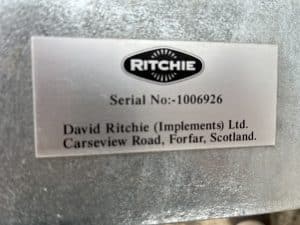 RITCHIE
Serial No:-1006926
David Ritchie (Implements) Ltd.
Carseview Road, Forfar, Scotland.